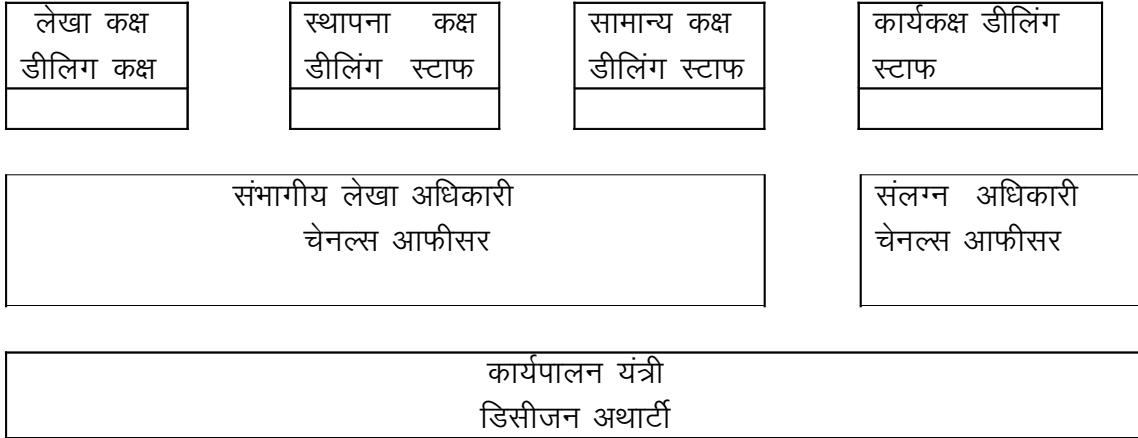 लेखा कक्ष
डीलिग कक्ष
स्थापना कक्ष
डीलिंग स्टाफ
सामान्य कक्ष
डीलिंग स्टाफ
कार्यकक्ष डीलिंग
स्टाफ
संभागीय लेखा अधिकारी
चेनल्स आफीसर
संलग्न अधिकारी
चेनल्स आफीसर
कार्यपालन यंत्री
डिसीजन अथार्टी